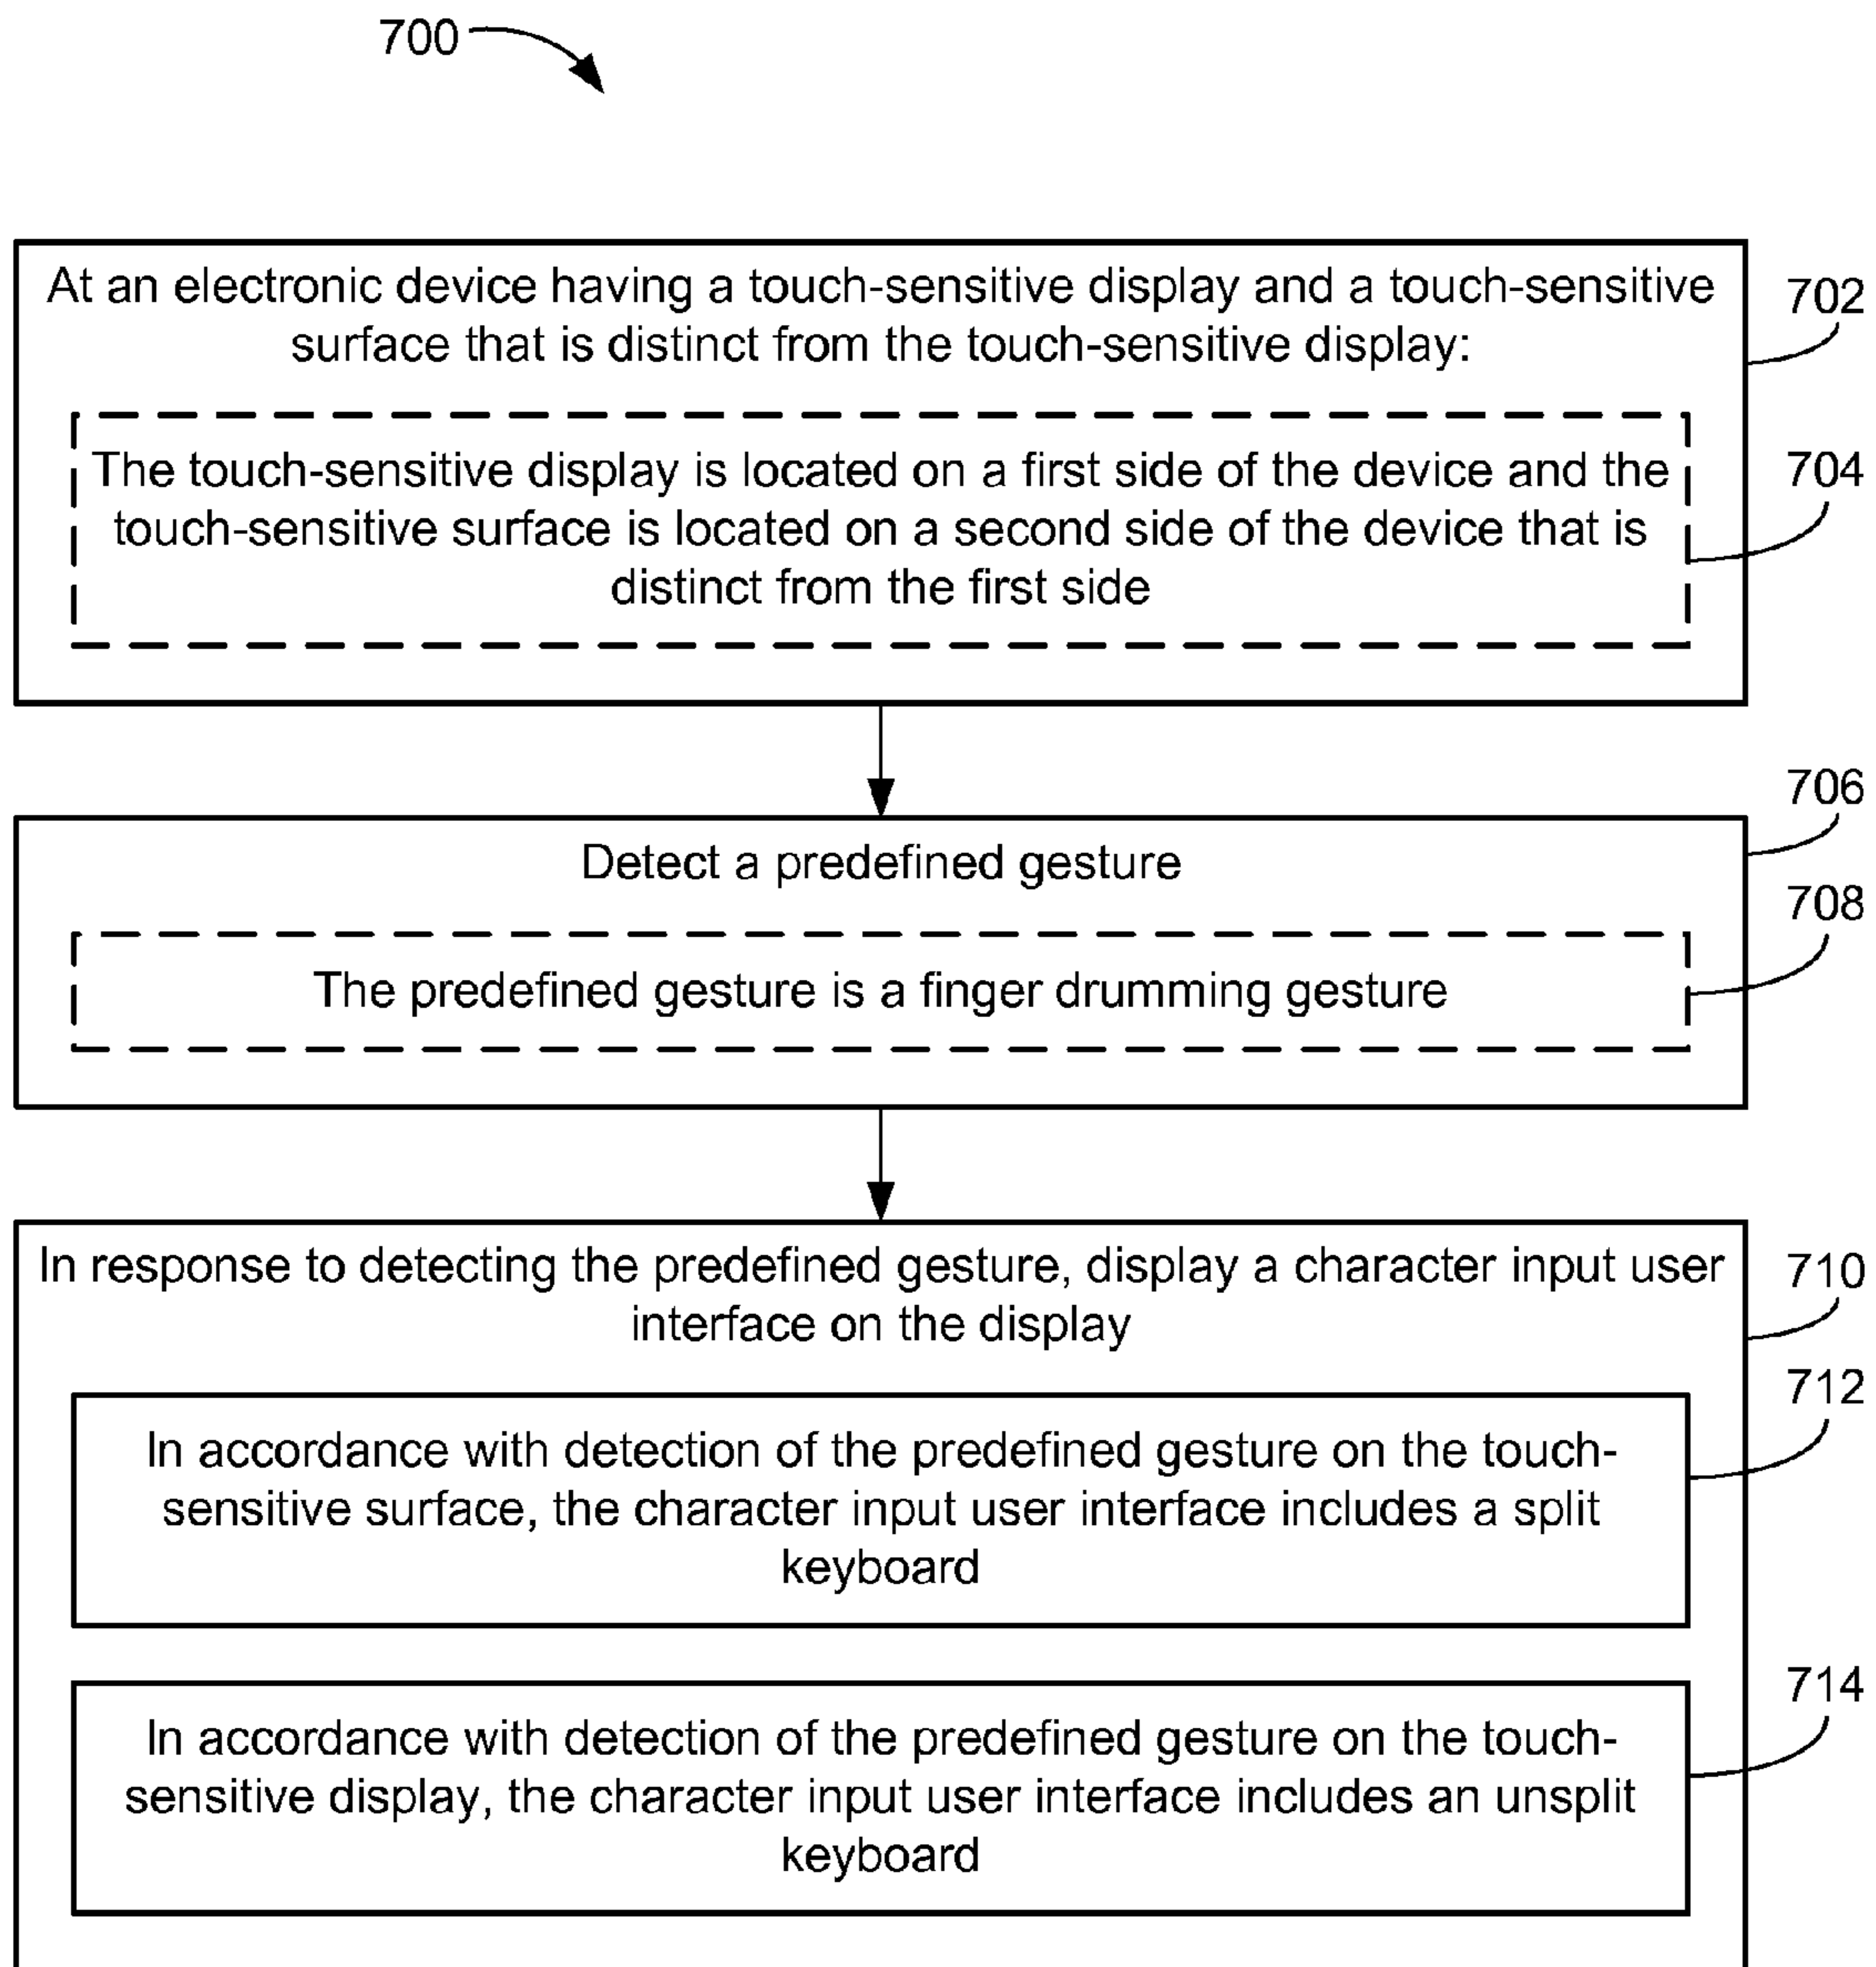 700
At an electronic device having a touch-sensitive display and a touch-sensitive
surface that is distinct from the touch-sensitive display:
702
The touch-sensitive display is located on a first side of the device and the
touch-sensitive surface is located on a second side of the device that is
distinct from the first side
704
Detect a predefined gesture
706
The predefined gesture is a finger drumming gesture
708
In response to detecting the predefined gesture, display a character input user
interface on the display
710
In accordance with detection of the predefined gesture on the touch-
sensitive surface, the character input user interface includes a split
keyboard
712
In accordance with detection of the predefined gesture on the touch-
sensitive display, the character input user interface includes an unsplit
keyboard
714